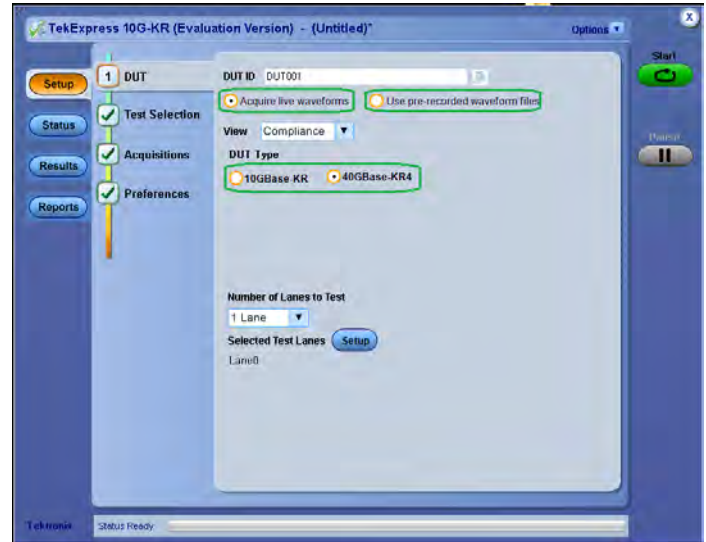 TekExpress 10G-KR (Evaluation Version) - (Untitled)*
Options
X
Start
Setup
1 DUT
DUT ID DUT001
Acquire live waveforms
Use pre-recorded waveform files
Status
Test Selection
View Compliance
Pause
Results
Acquisitions
DUT Type
10GBase-KR
40GBase-KR4
Reports
Preferences
Number of Lanes to Test
1 Lane
Selected Test Lanes Setup
Lane0
Tektronix
Status Ready